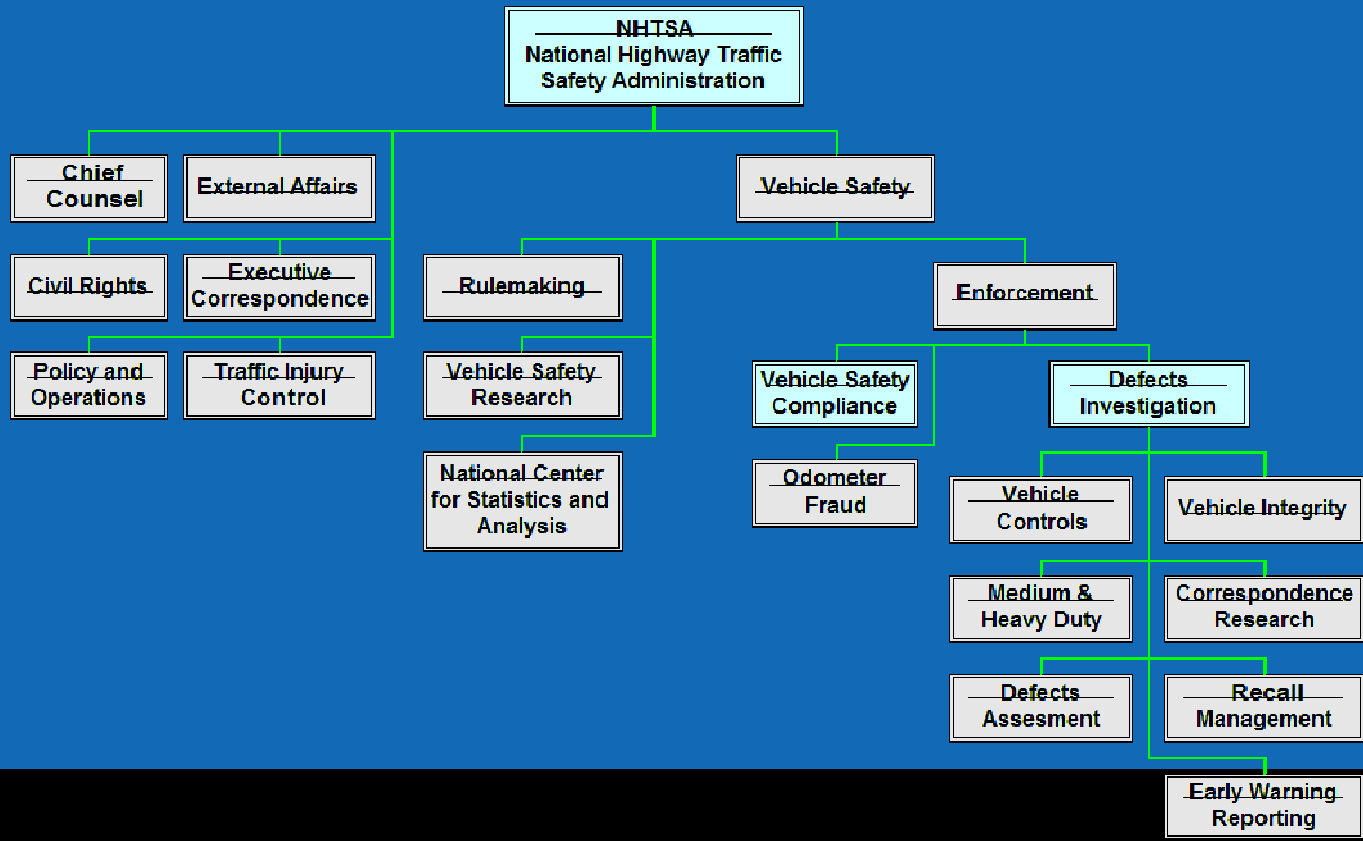 NHTSA
National Highway Traffic
Safety Administration
Chief
Counsel
External Affairs
Vehicle Safety
Civil Rights
Executive
Correspondence
Rulemaking
Enforcement
Policy and
Operations
Traffic Injury
Control
Vehicle Safety
Research
Vehicle Safety
Compliance
Defects
Investigation
National Center
for Statistics and
Analysis
Odometer
Fraud
Vehicle
Controls
Vehicle Integrity
Medium &
Heavy Duty
Correspondence
Research
Defects
Assesment
Recall
Management
Early Warning
Reporting